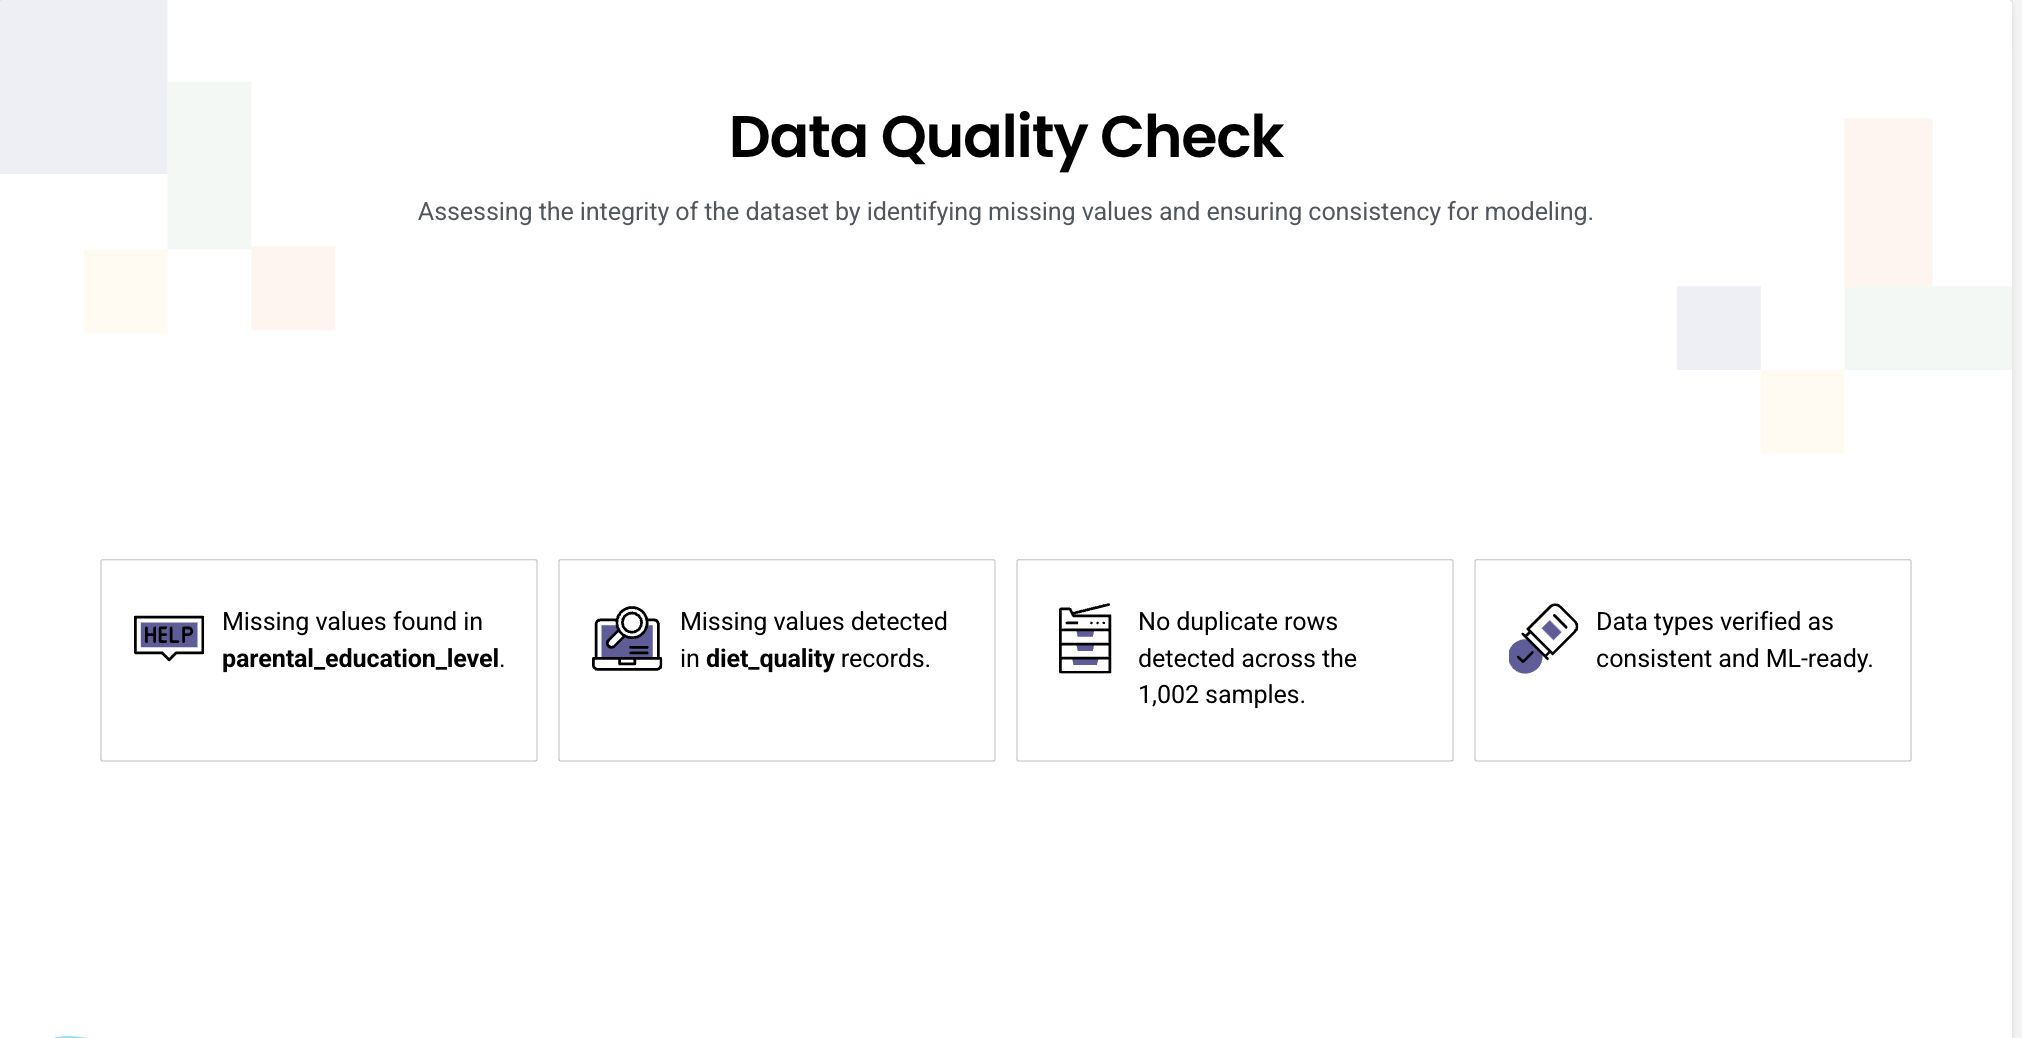 Data Quality Check
Assessing the integrity of the dataset by identifying missing values and ensuring consistency for modeling.
HELP
Missing values found in
parental_education_level.
Missing values detected
in diet_quality records.
No duplicate rows
detected across the
1,002 samples.
Data types verified as
consistent and ML-ready.